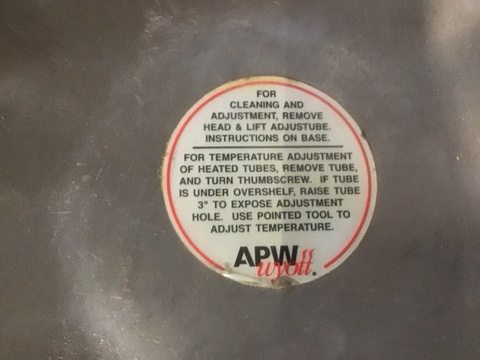 FOR
CLEANING AND
ADJUSTMENT, REMOVE
HEAD & LIFT ADJUSTUBE.
INSTRUCTIONS ON BASE.
FOR TEMPERATURE ADJUSTMENT
OF HEATED TUBES, REMOVE TUBE,
AND TURN THUMBSCREW. IF TUBE
IS UNDER OVERSHELF, RAISE TUBE
3" TO EXPOSE ADJUSTMENT
HOLE. USE POINTED TOOL TO
ADJUST TEMPERATURE.
APW
wyott.